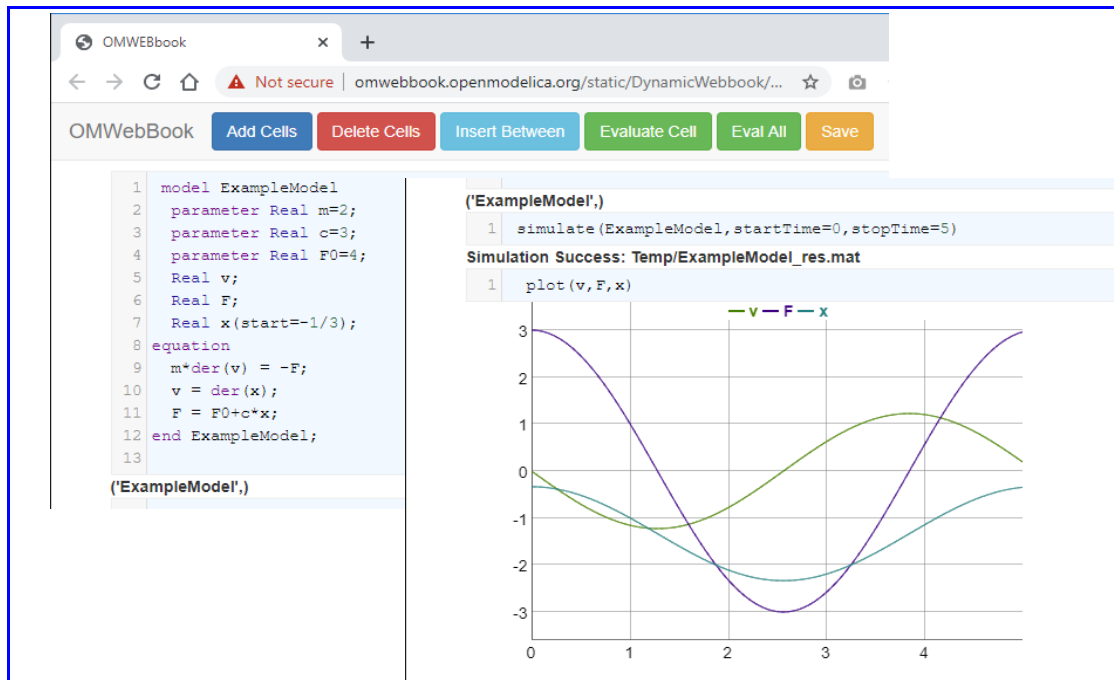 OMWEBbook × +
Not secure | omwebbook.openmodelica.org/static/DynamicWebbook/...
OMWebBook Add Cells Delete Cells Insert Between Evaluate Cell Eval All Save
1 model ExampleModel
2 parameter Real m=2;
3 parameter Real c=3;
4 parameter Real F0=4;
5 Real v;
6 Real F;
7 Real x(start=-1/3);
8 equation
9 m*der(v) = -F;
10 v = der(x);
11 F = F0+c*x;
12 end ExampleModel;
13
('ExampleModel',)
('ExampleModel',)
1 simulate(ExampleModel,startTime=0,stopTime=5)
Simulation Success: Temp/ExampleModel_res.mat
1 plot(v,F,x)
v F x
3
2
1
0
-1
-2
-3
0 1 2 3 4